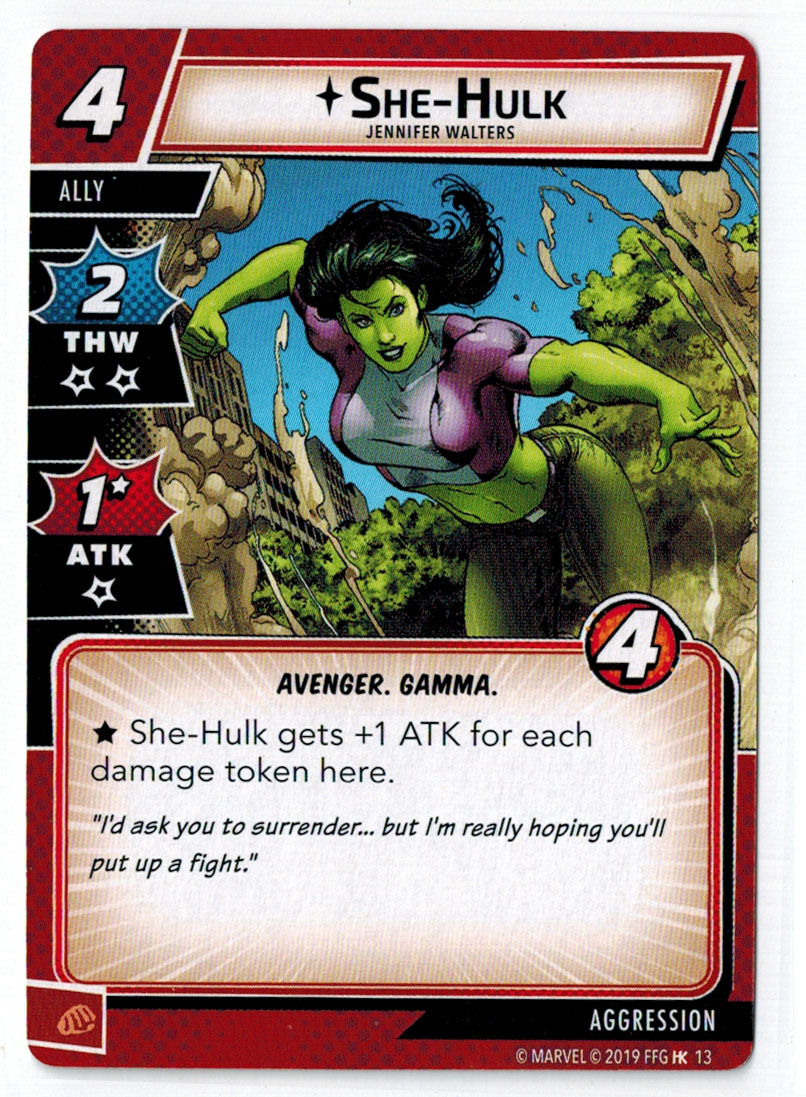 4
SHE-HULK
JENNIFER WALTERS
ALLY
2
THW
1
ATK
4
AVENGER. GAMMA.
★ She-Hulk gets +1 ATK for each
damage token here.
"I'd ask you to surrender... but I'm really hoping you'll
put up a fight."
AGGRESSION
© MARVEL © 2019 FFG HK 13